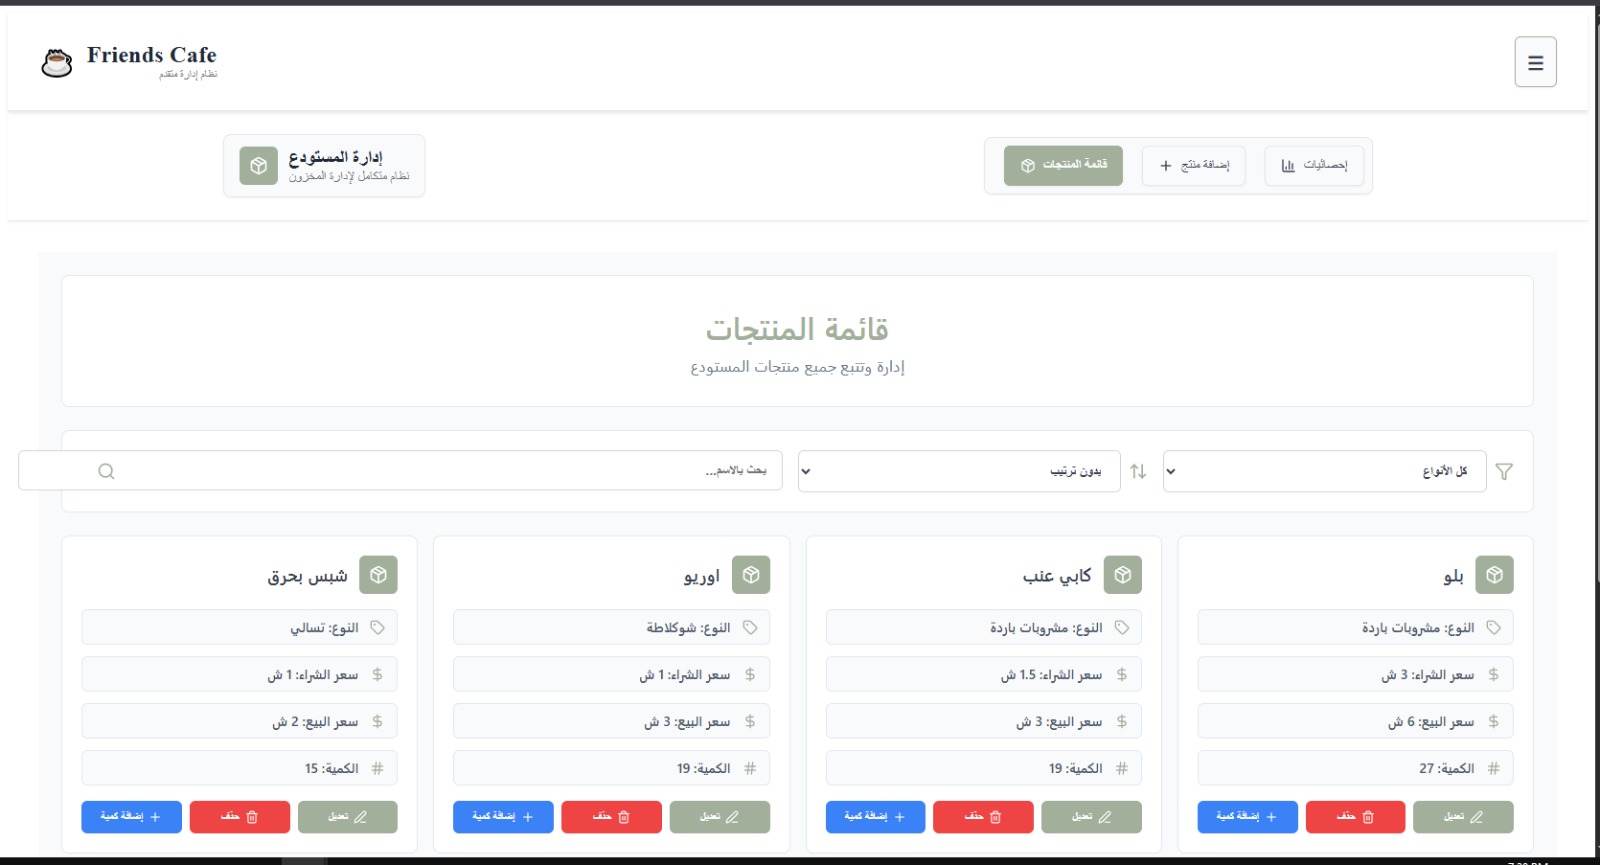 Friends Cafe
نظام إدارة متقدم
إحصائيات
إضافة منتج
قائمة المنتجات
إدارة المستودع
نظام متكامل لإدارة المخزون
قائمة المنتجات
إدارة وتتبع جميع منتجات المستودع
كل الأنواع
بدون ترتيب
بحث بالاسم...
بلو
النوع: مشروبات باردة
سعر الشراء: 3 ش
سعر البيع: 6 ش
الكمية: 27
تعديل
حذف
إضافة كمية
كابي عنب
النوع: مشروبات باردة
سعر الشراء: 1.5 ش
سعر البيع: 3 ش
الكمية: 19
تعديل
حذف
إضافة كمية
اوريو
النوع: شوكلاطة
سعر الشراء: 1 ش
سعر البيع: 3 ش
الكمية: 19
تعديل
حذف
إضافة كمية
شبس بحرق
النوع: تسالي
سعر الشراء: 1 ش
سعر البيع: 2 ش
الكمية: 15
تعديل
حذف
إضافة كمية